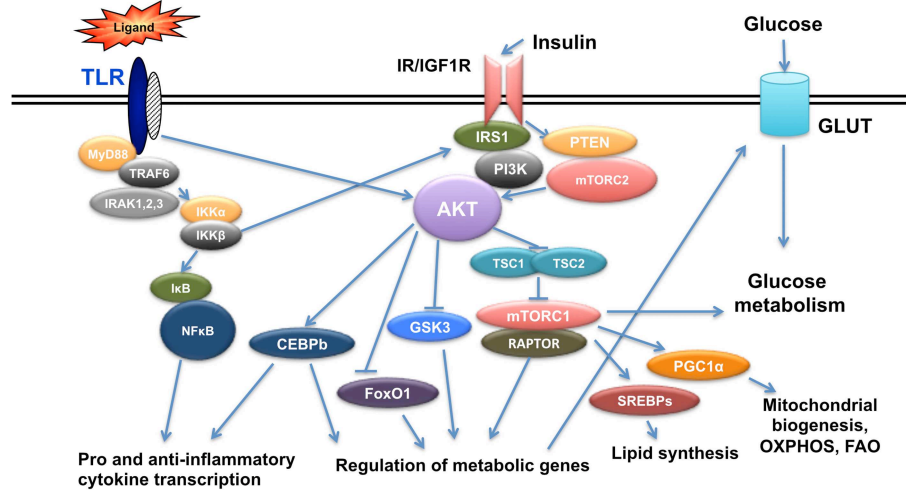 Ligand
Glucose
Insulin
IR/IGF1R
TLR
GLUT
IRS1
PTEN
MyD88
PI3K
TRAF6
mTORC2
IRAK1,2,3
IKKα
AKT
IKKβ
TSC1
TSC2
IκB
Glucose
metabolism
mTORC1
NFκB
GSK3
CEBPb
RAPTOR
PGC1α
FoxO1
SREBPs
Mitochondrial
biogenesis,
OXPHOS, FAO
Lipid synthesis
Pro and anti-inflammatory
cytokine transcription
Regulation of metabolic genes